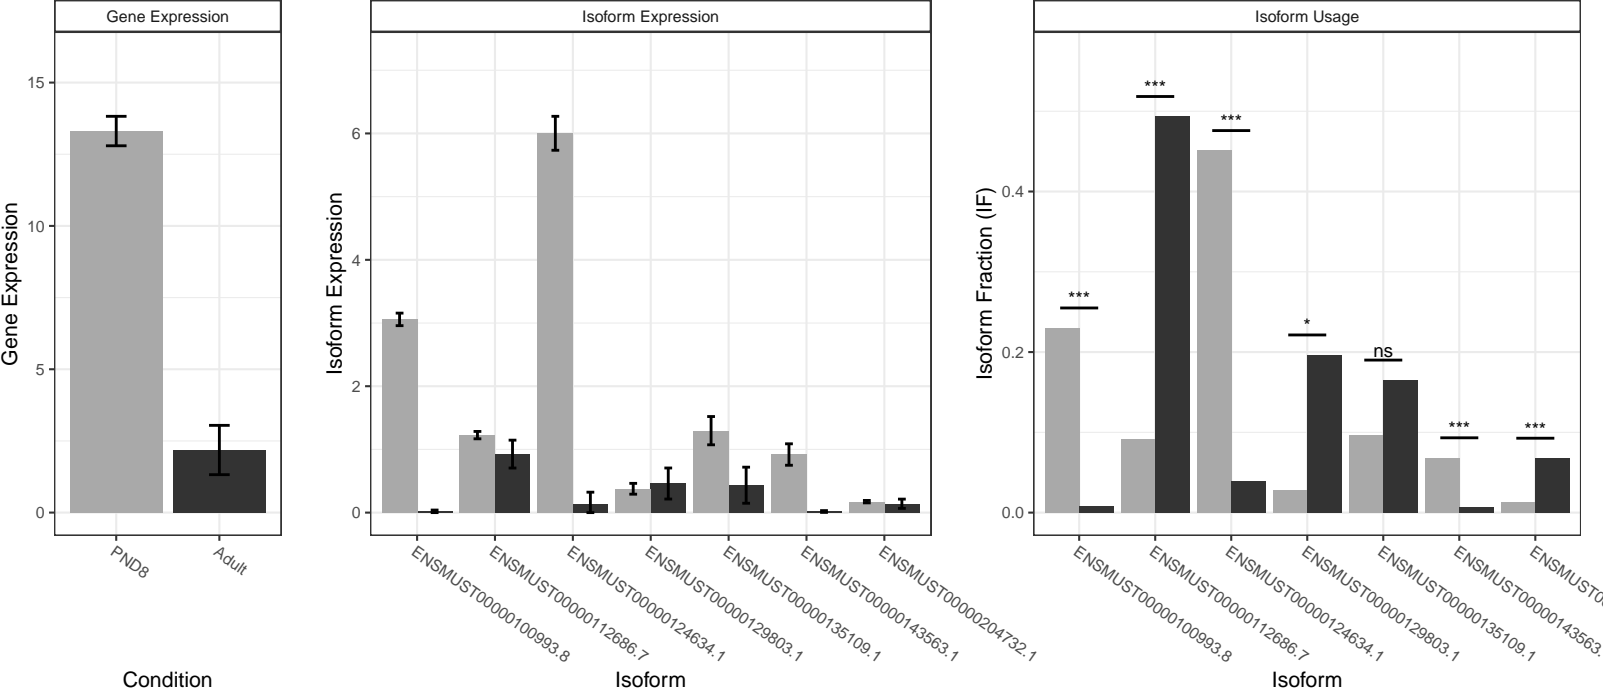 Gene Expression
Gene Expression
15
10
5
0
PND8
Adult
Condition
Isoform Expression
Isoform Expression
6
4
2
0
ENSMUST00000100993.8
ENSMUST00000112686.7
ENSMUST00000124634.1
ENSMUST00000129803.1
ENSMUST00000135109.1
ENSMUST00000143563.1
ENSMUST00000204732.1
Isoform
Isoform Usage
Isoform Fraction (IF)
0.4
0.2
0.0
***
***
***
*
ns
***
***
ENSMUST00000100993.8
ENSMUST00000112686.7
ENSMUST00000124634.1
ENSMUST00000129803.1
ENSMUST00000135109.1
ENSMUST00000143563.
Isoform